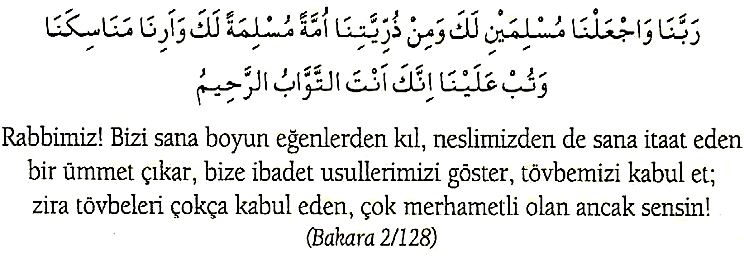 رَبَّنَا وَاجْعَلْنَا مُسْلِمَيْنِ لَكَ وَمِنْ ذُرِّيَّتِنَا اُمَّةً مُسْلِمَةً لَكَ وَاَرِنَا مَنَاسِكَنَا
وَتُبْ عَلَيْنَا اِنَّكَ اَنْتَ التَّوَّابُ الرَّحِيمُ
Rabbimiz! Bizi sana boyun eğenlerden kıl, neslimizden de sana itaat eden
bir ümmet çıkar, bize ibadet usullerimizi göster, tövbemizi kabul et;
zira tövbeleri çokça kabul eden, çok merhametli olan ancak sensin!
(Bakara 2/128)